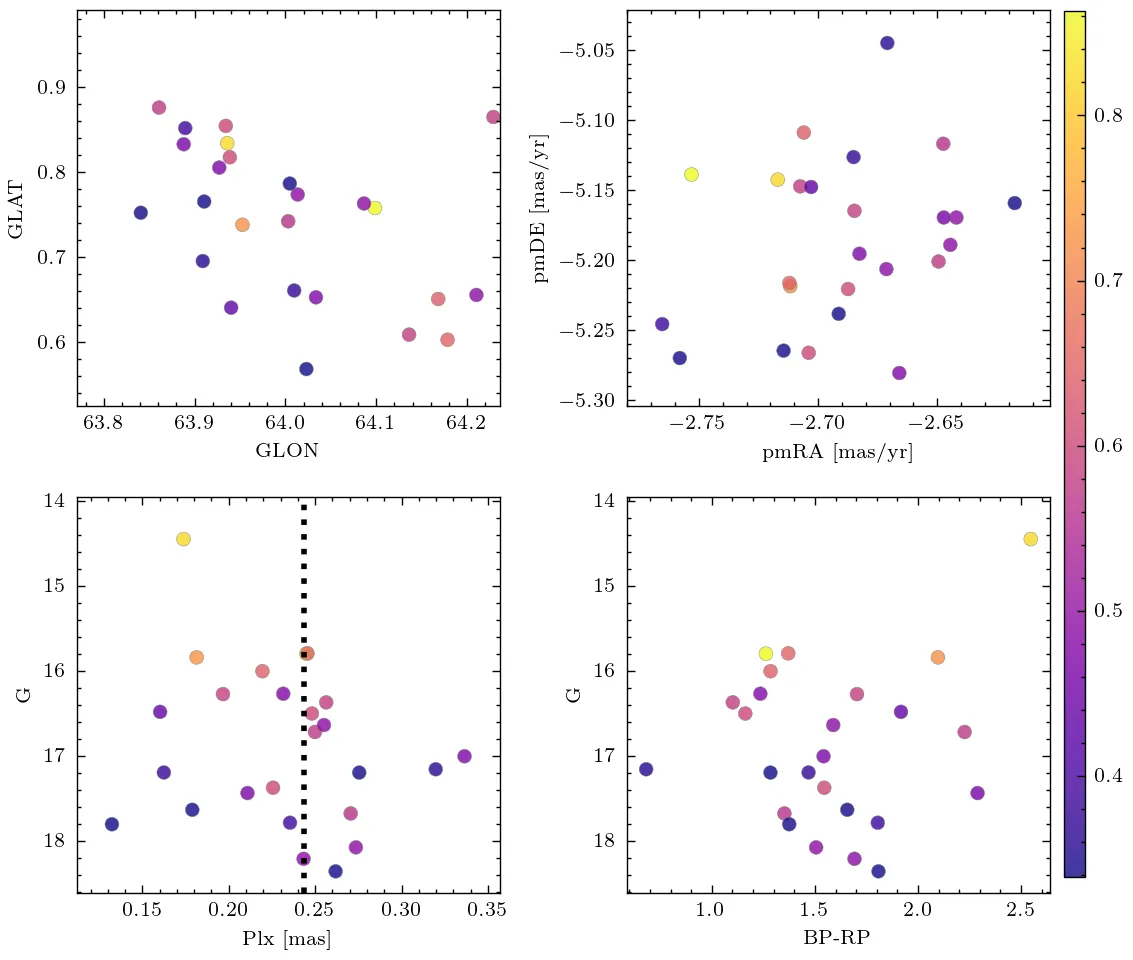 0.9
0.8
0.7
0.6
GLAT
63.8 63.9 64.0 64.1 64.2
GLON
−5.05
−5.10
−5.15
−5.20
−5.25
−5.30
pmDE [mas/yr]
−2.75 −2.70 −2.65
pmRA [mas/yr]
14
15
16
17
18
G
0.15 0.20 0.25 0.30 0.35
Plx [mas]
14
15
16
17
18
G
1.0 1.5 2.0 2.5
BP-RP
0.8
0.7
0.6
0.5
0.4